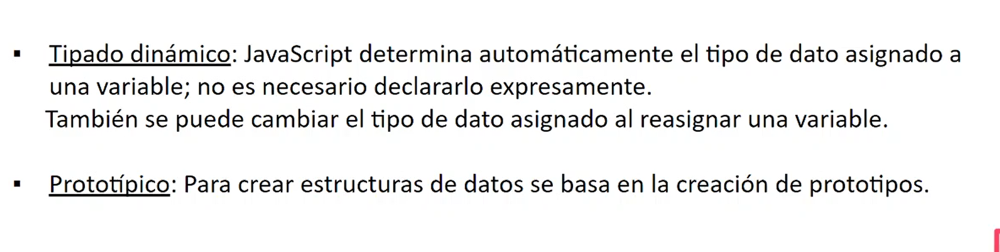 ▪ Tipado dinámico: JavaScript determina automáticamente el tipo de dato asignado a
una variable; no es necesario declararlo expresamente.
También se puede cambiar el tipo de dato asignado al reasignar una variable.
▪ Prototípico: Para crear estructuras de datos se basa en la creación de prototipos.